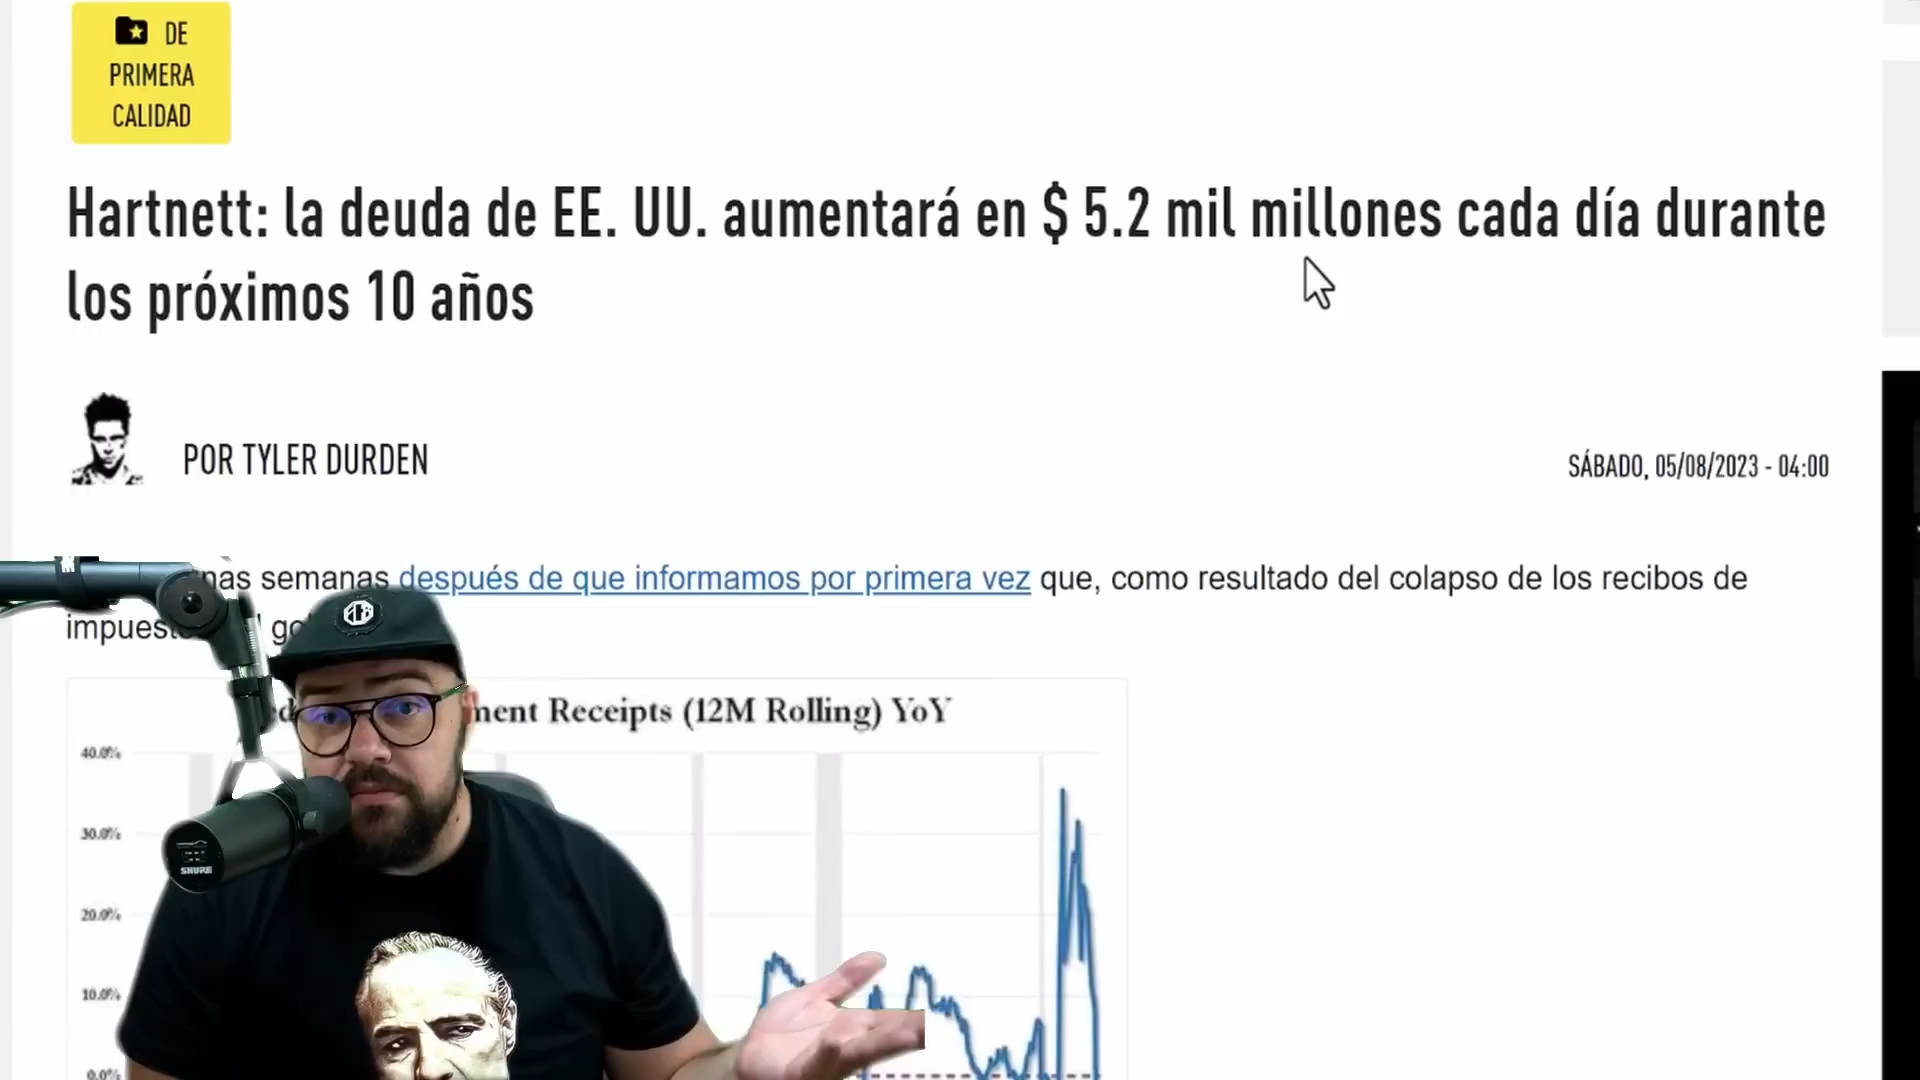 DE
PRIMERA
CALIDAD
Hartnett: la deuda de EE. UU. aumentará en $ 5.2 mil millones cada día durante
los próximos 10 años
POR TYLER DURDEN
SÁBADO, 05/08/2023 - 04:00
semanas después de que informamos por primera vez que, como resultado del colapso de los recibos de
Receipts (12M Rolling) YoY
40.0%
30.0%
20.0%
10.0%
0.0%
SHURE